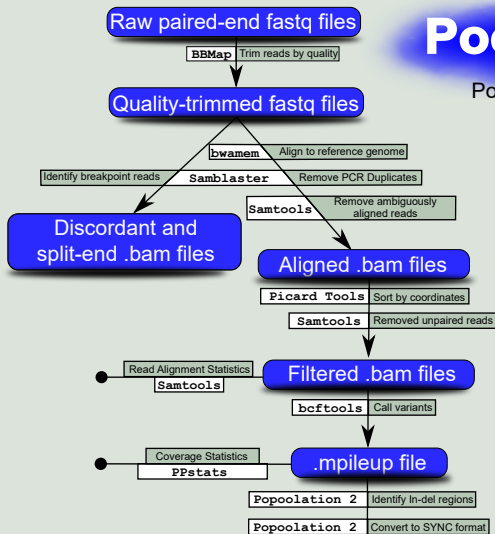 Raw paired-end fastq files
BBMap Trim reads by quality
Quality-trimmed fastq files
bwamem Align to reference genome
Identify breakpoint reads Samblaster Remove PCR Duplicates
Samtools Remove ambiguously
aligned reads
Discordant and
split-end .bam files
Aligned .bam files
Picard Tools Sort by coordinates
Samtools Removed unpaired reads
Read Alignment Statistics
Samtools
Filtered .bam files
bcftools Call variants
Coverage Statistics
PPstats
.mpileup file
Popoolation 2 Identify In-del regions
Popoolation 2 Convert to SYNC format